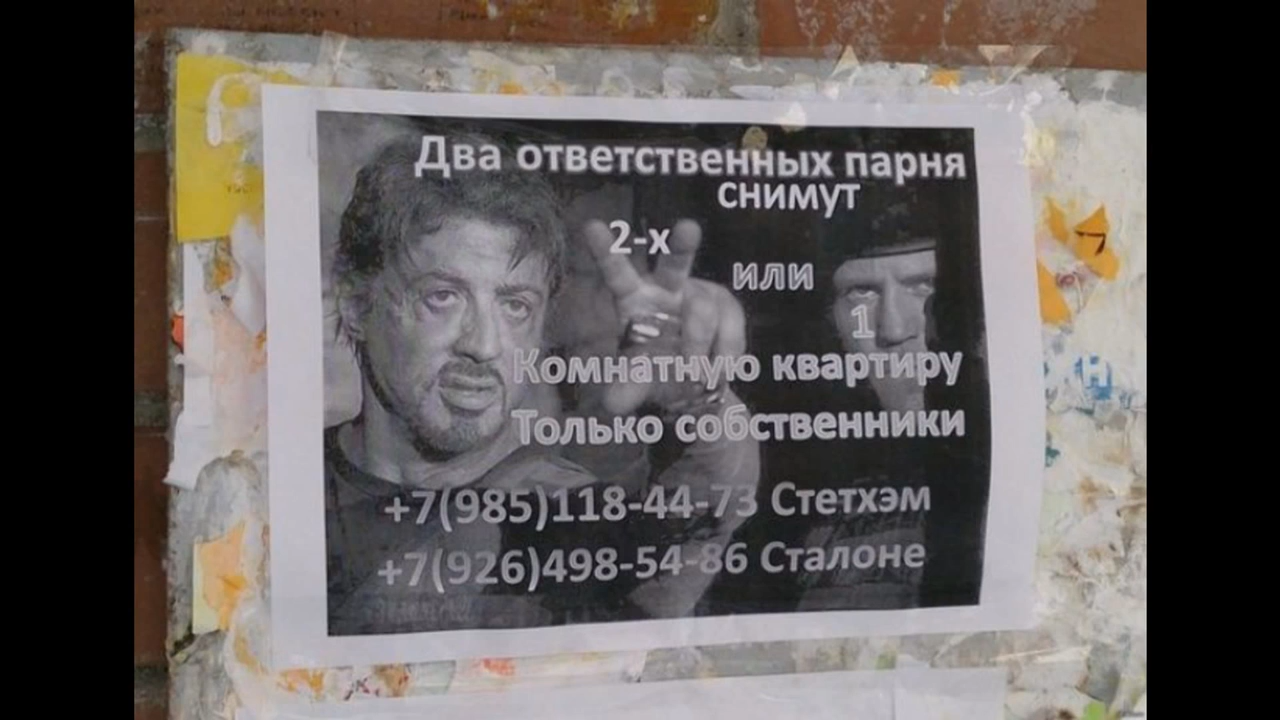 Два ответственных парня
снимут
2-х
или
1
Комнатную квартиру
Только собственники
+7(985)118-44-73 Стетхэм
+7(926)498-54-86 Сталоне